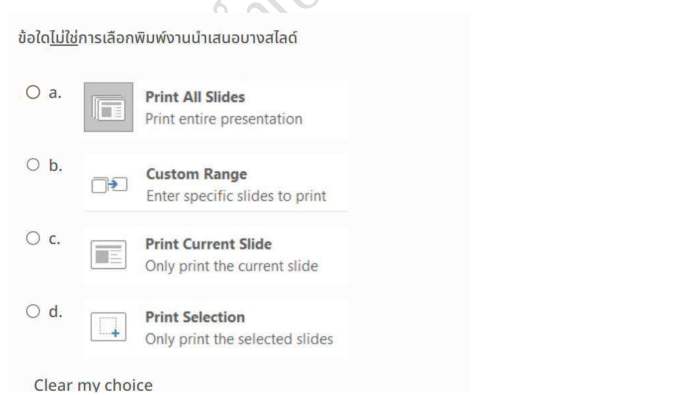 ข้อใดไม่ใช่การเลือกพิมพ์งานนำเสนอบางสไลด์
a.
Print All Slides
Print entire presentation
b.
Custom Range
Enter specific slides to print
c.
Print Current Slide
Only print the current slide
d.
Print Selection
Only print the selected slides
Clear my choice